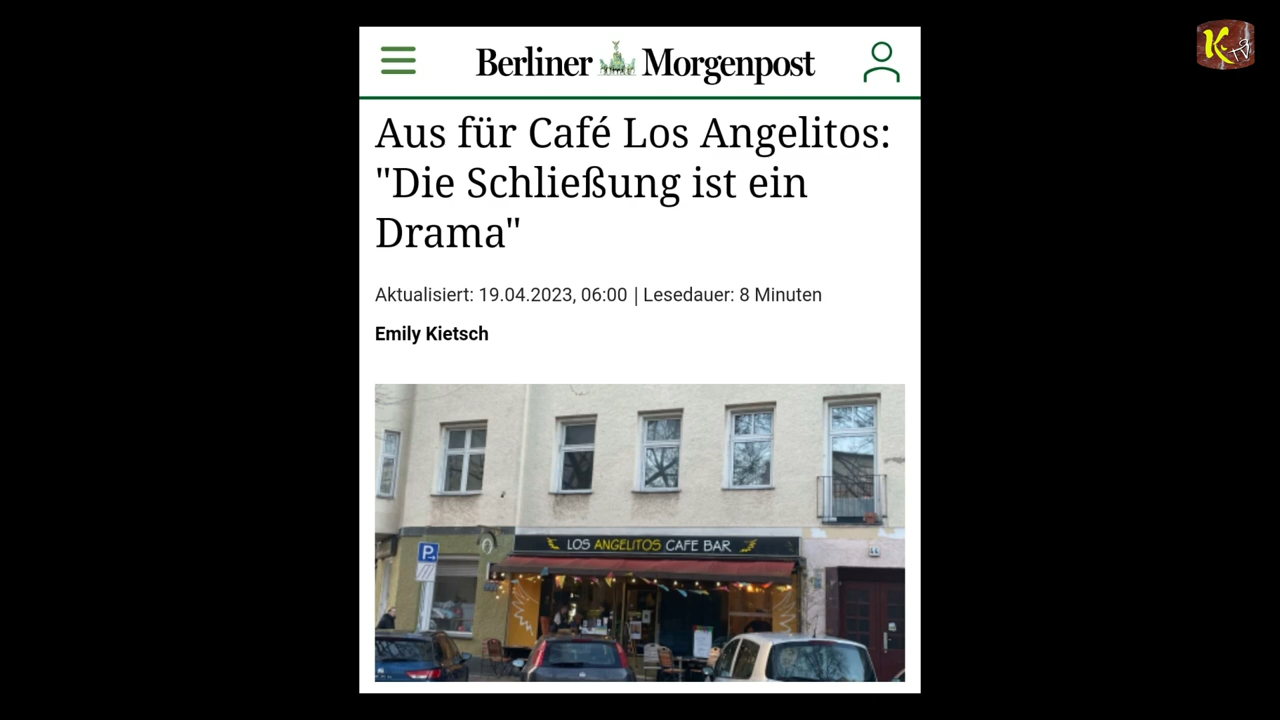 Berliner Morgenpost
Aus für Café Los Angelitos:
"Die Schließung ist ein
Drama"
Aktualisiert: 19.04.2023, 06:00 | Lesedauer: 8 Minuten
Emily Kietsch
LOS ANGELITOS CAFE BAR
P
44
K TV